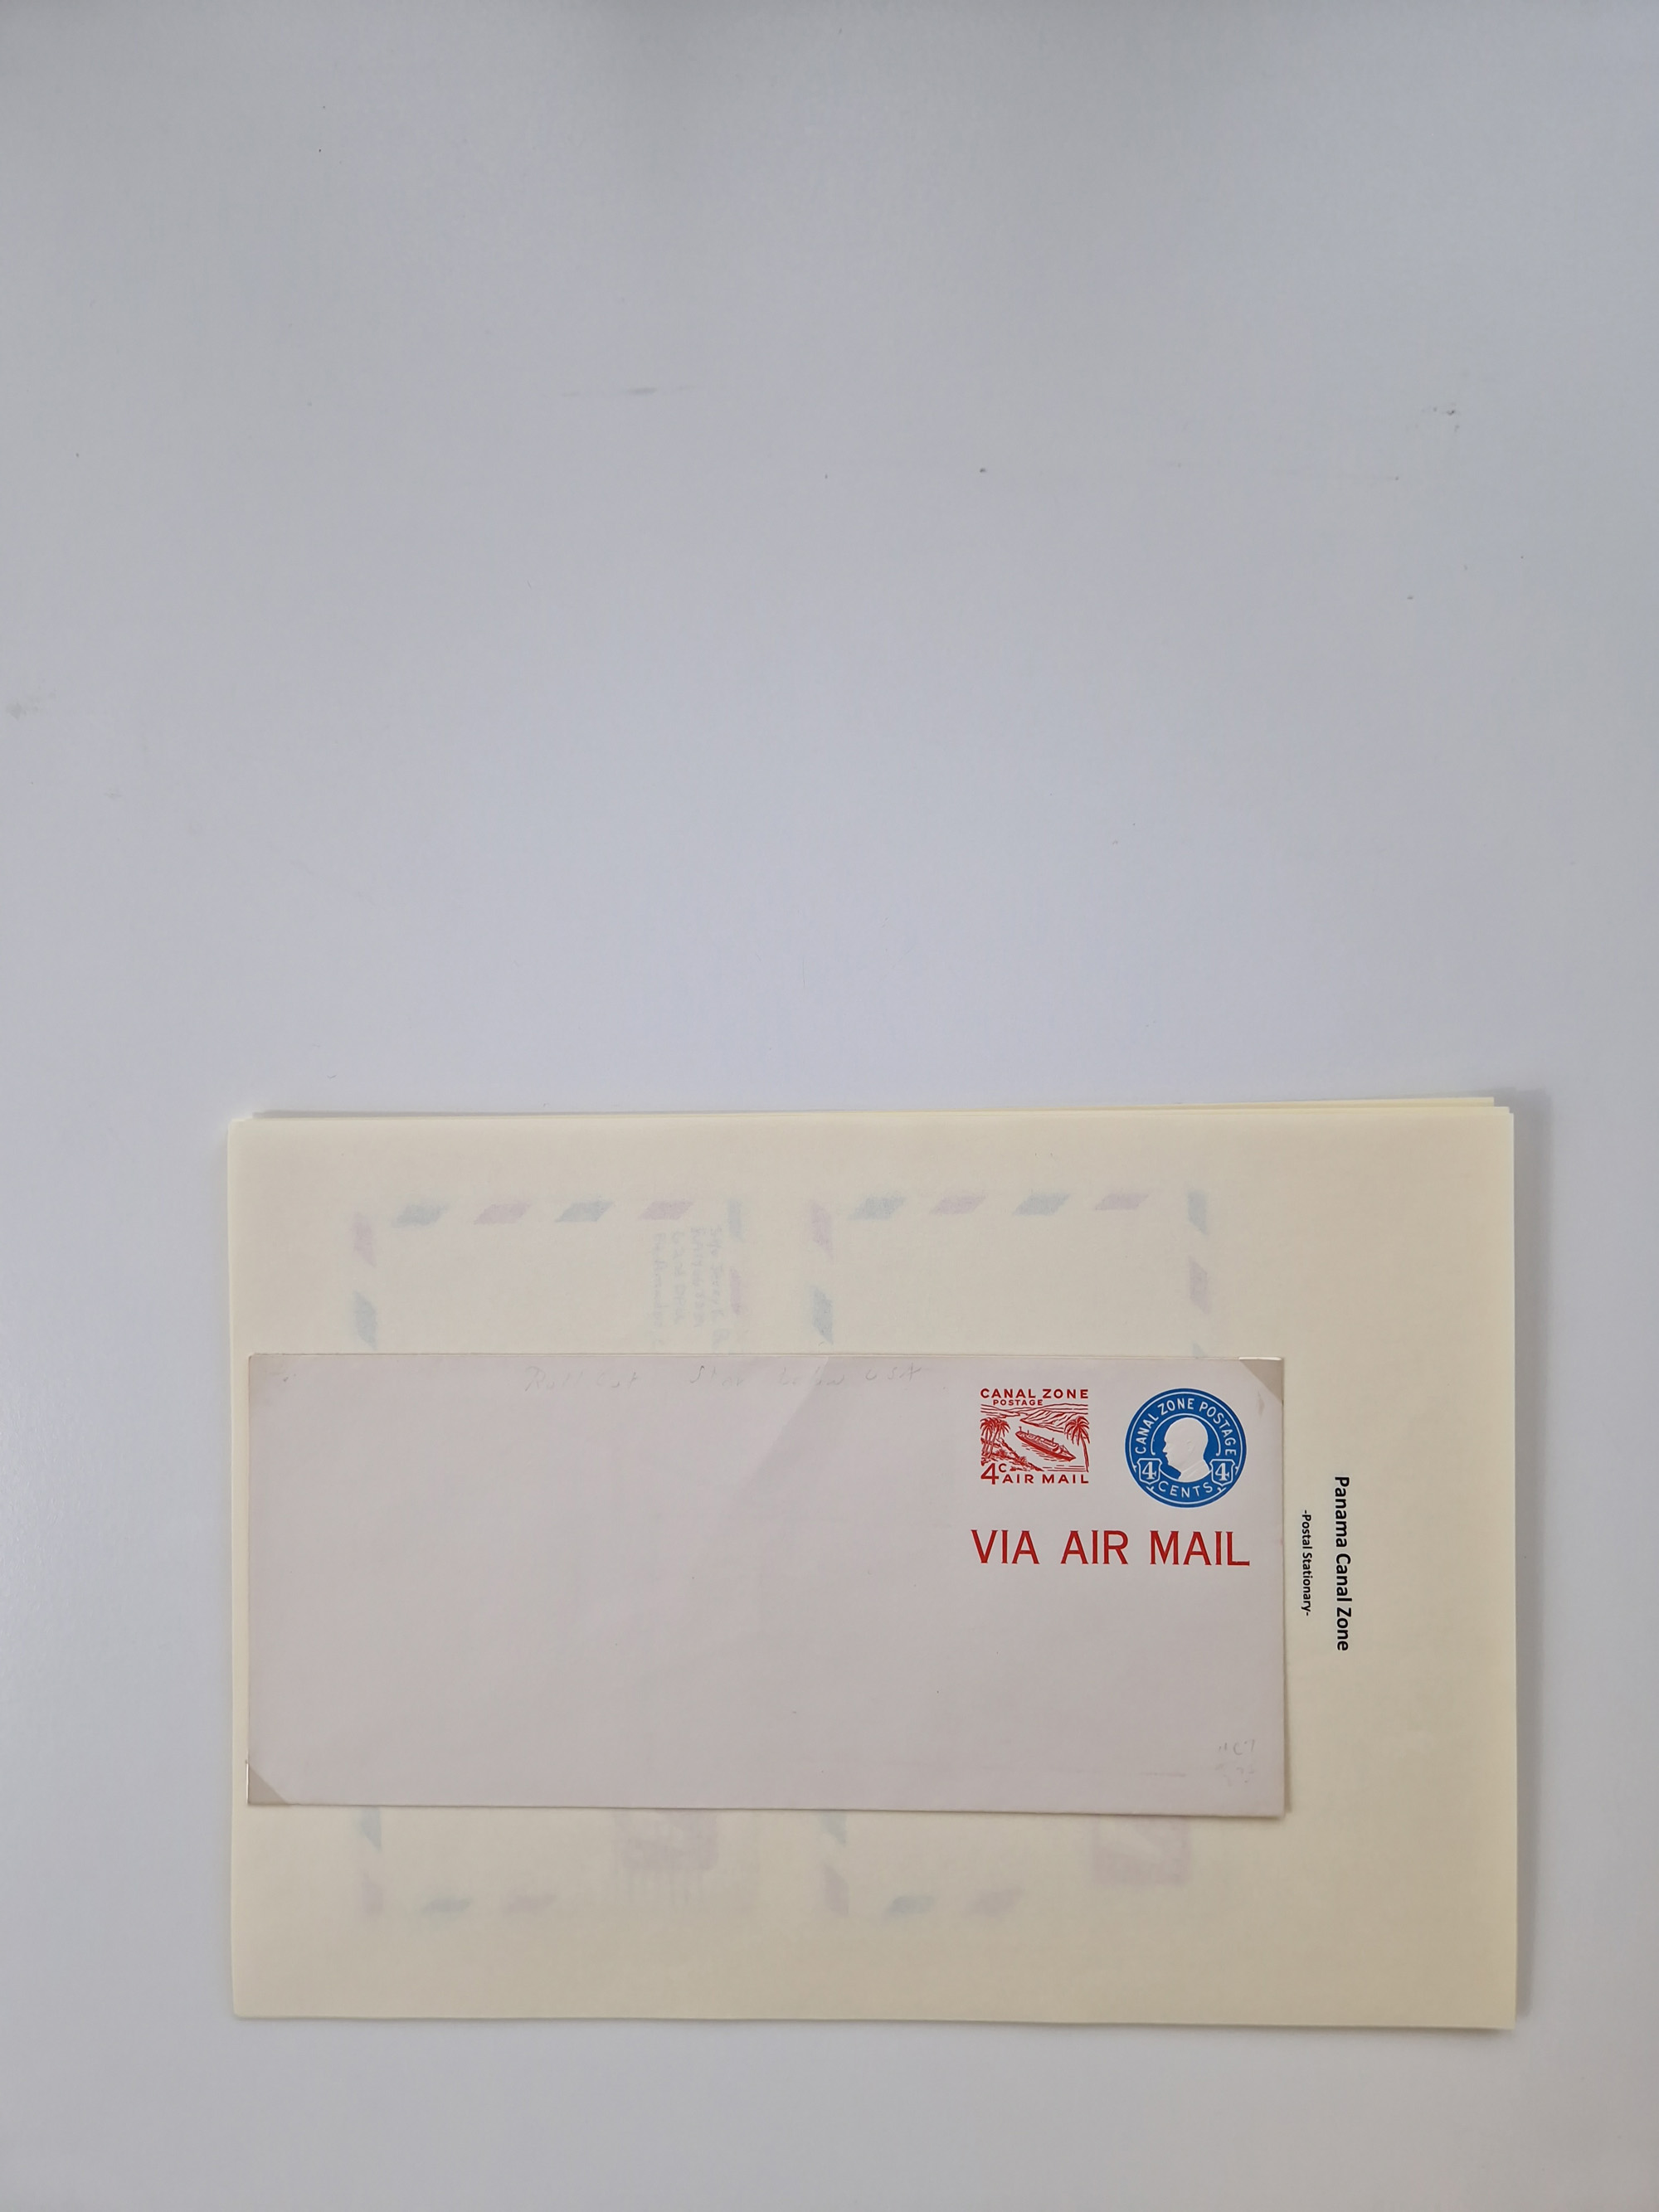 Panama Canal Zone
-Postal Stationary-
CANAL ZONE
POSTAGE
4c AIR MAIL
CANAL ZONE POSTAGE
4 4
CENTS
VIA AIR MAIL